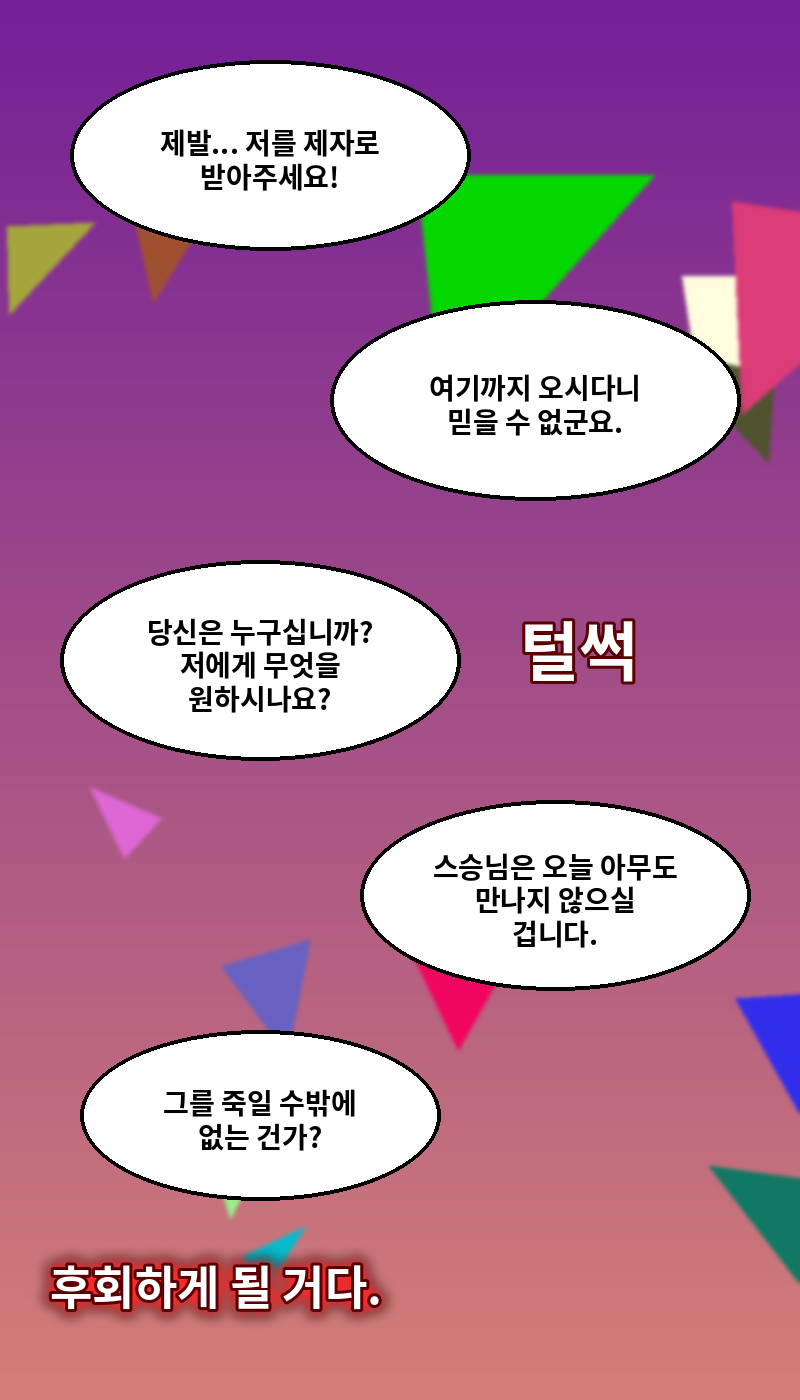 제발... 저를 제자로
받아주세요!
여기까지 오시다니
믿을 수 없군요.
당신은 누구십니까?
저에게 무엇을
원하시나요?
털썩
스승님은 오늘 아무도
만나지 않으실
겁니다.
그를 죽일 수밖에
없는 건가?
후회하게 될 거다.